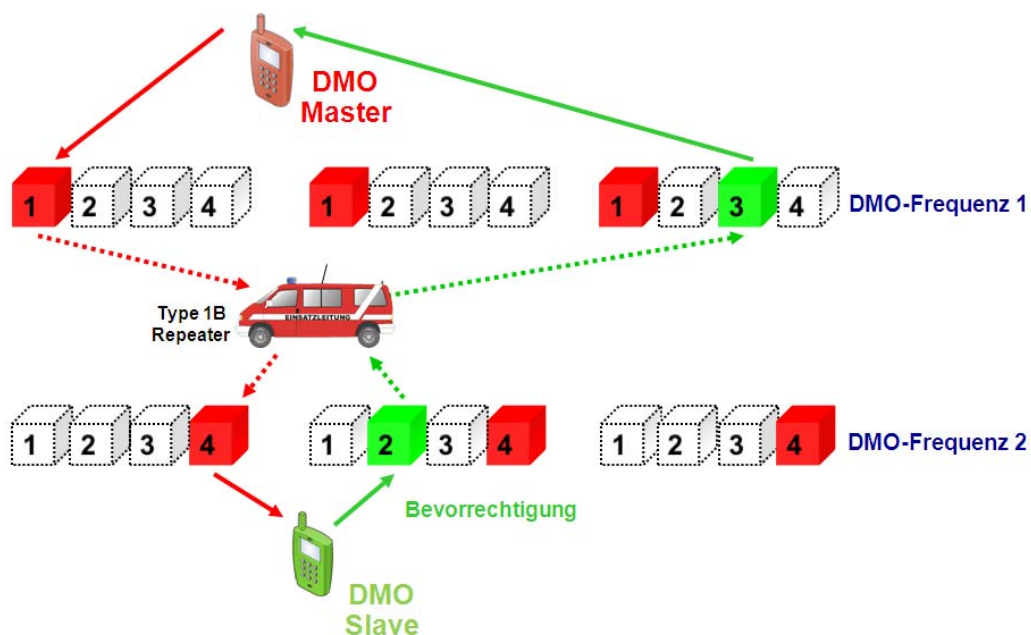 DMO
Master
1 2 3 4 1 2 3 4 1 2 3 4 DMO-Frequenz 1
Type 1B
Repeater
EINSATZLEITUNG
1 2 3 4 1 2 3 4 1 2 3 4 DMO-Frequenz 2
Bevorrechtigung
DMO
Slave